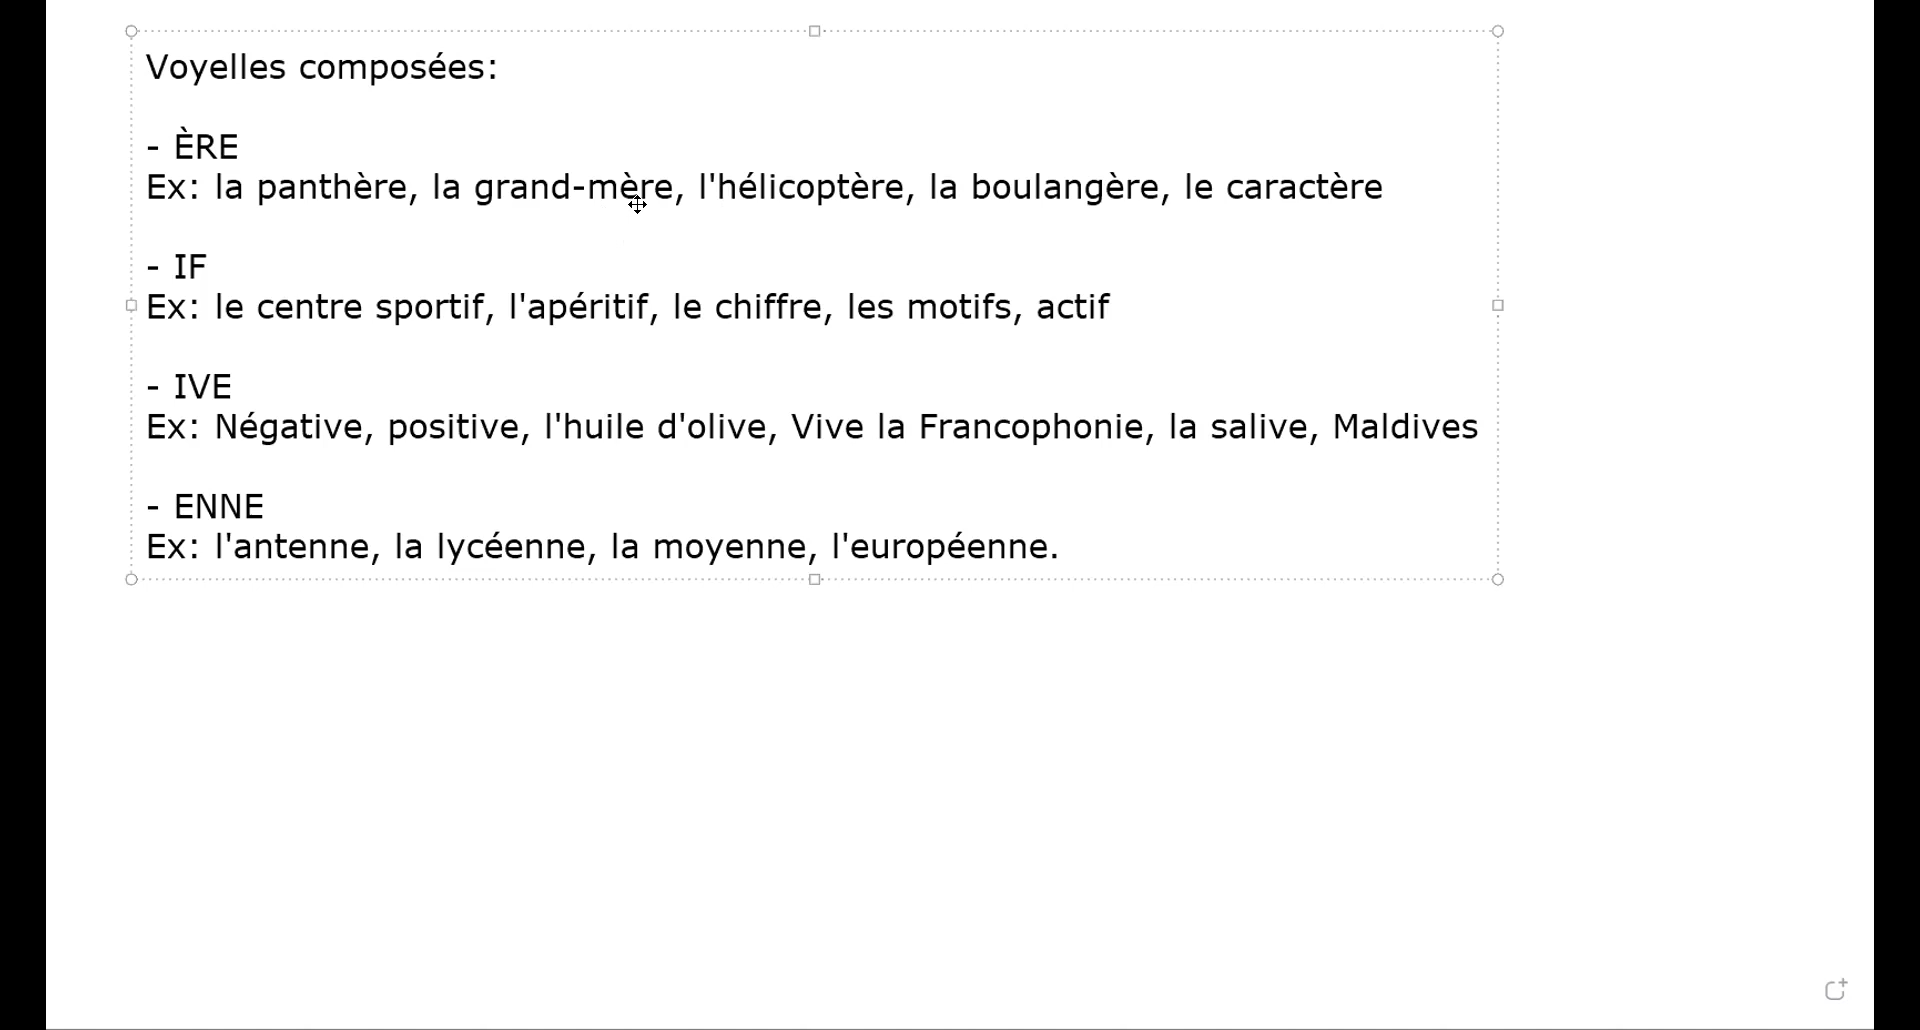 Voyelles composées:
- ÈRE
Ex: la panthère, la grand-mère, l'hélicoptère, la boulangère, le caractère
- IF
Ex: le centre sportif, l'apéritif, le chiffre, les motifs, actif
- IVE
Ex: Négative, positive, l'huile d'olive, Vive la Francophonie, la salive, Maldives
- ENNE
Ex: l'antenne, la lycéenne, la moyenne, l'européenne.